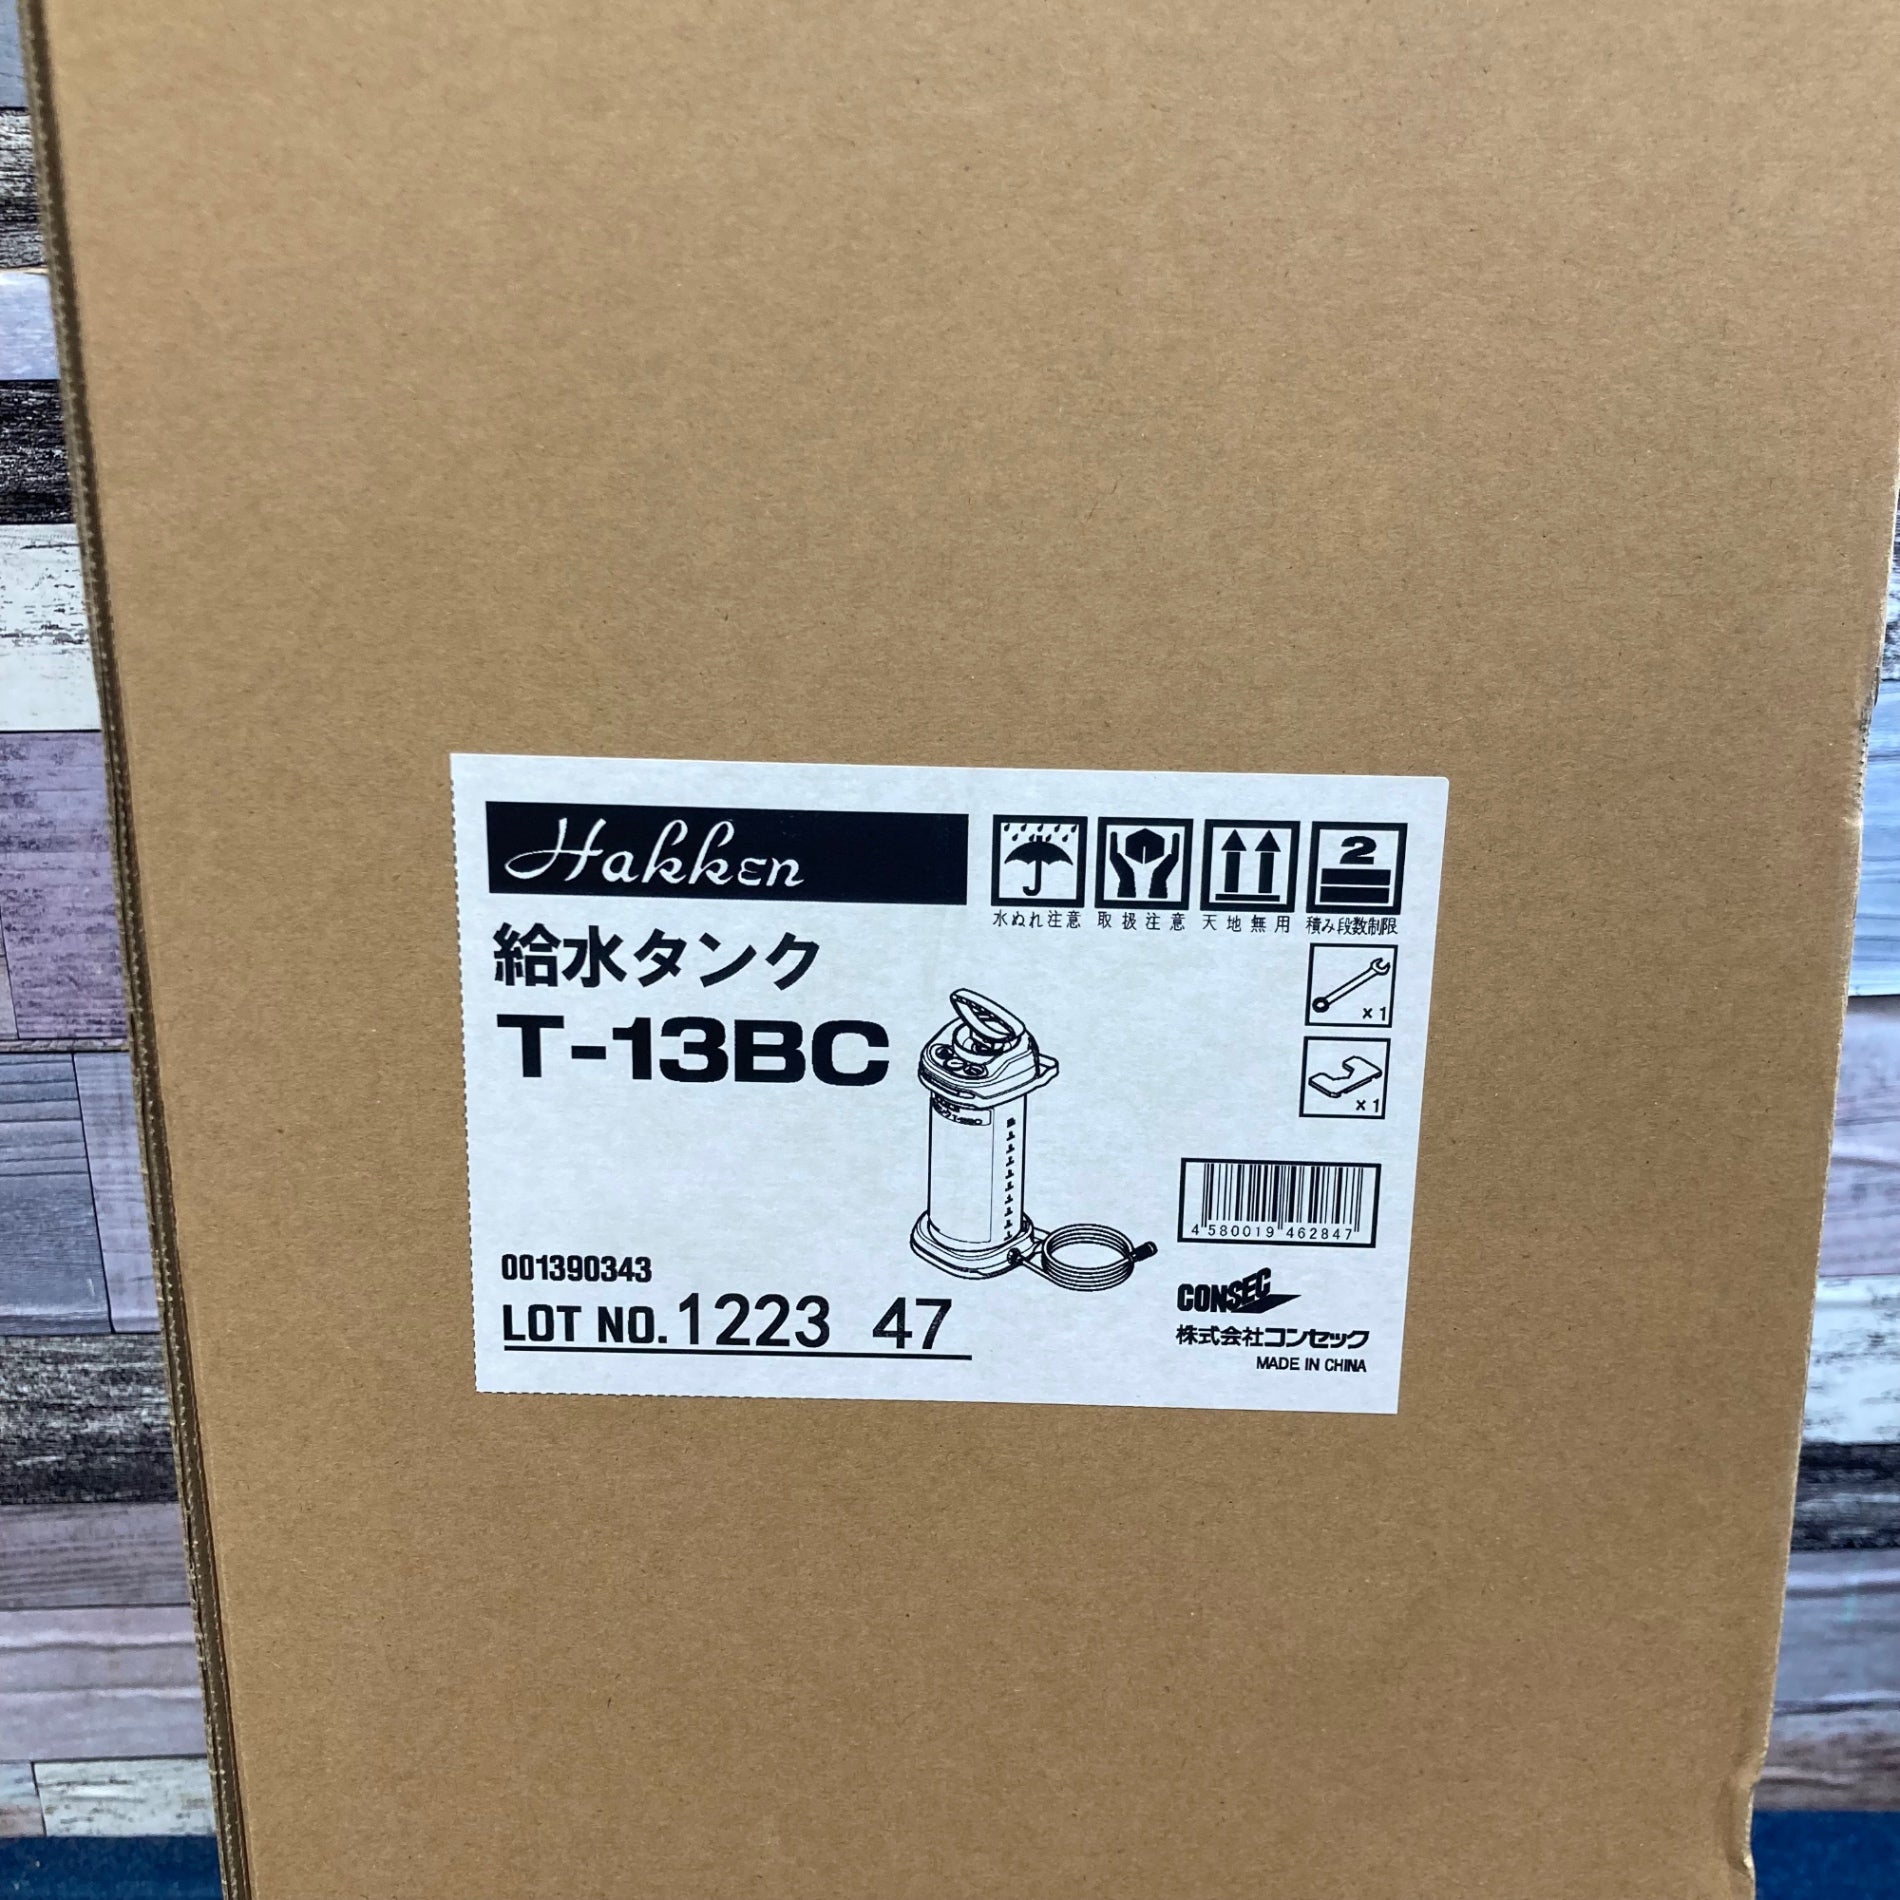 Hakken
2
水ぬれ注意 取扱注意 天地無用 積み段数制限
給水タンク
T-13BC
x 1
x 1
4 580019 462847
001390343
LOT NO. 1223 47
CONSEC
株式会社コンセック
MADE IN CHINA